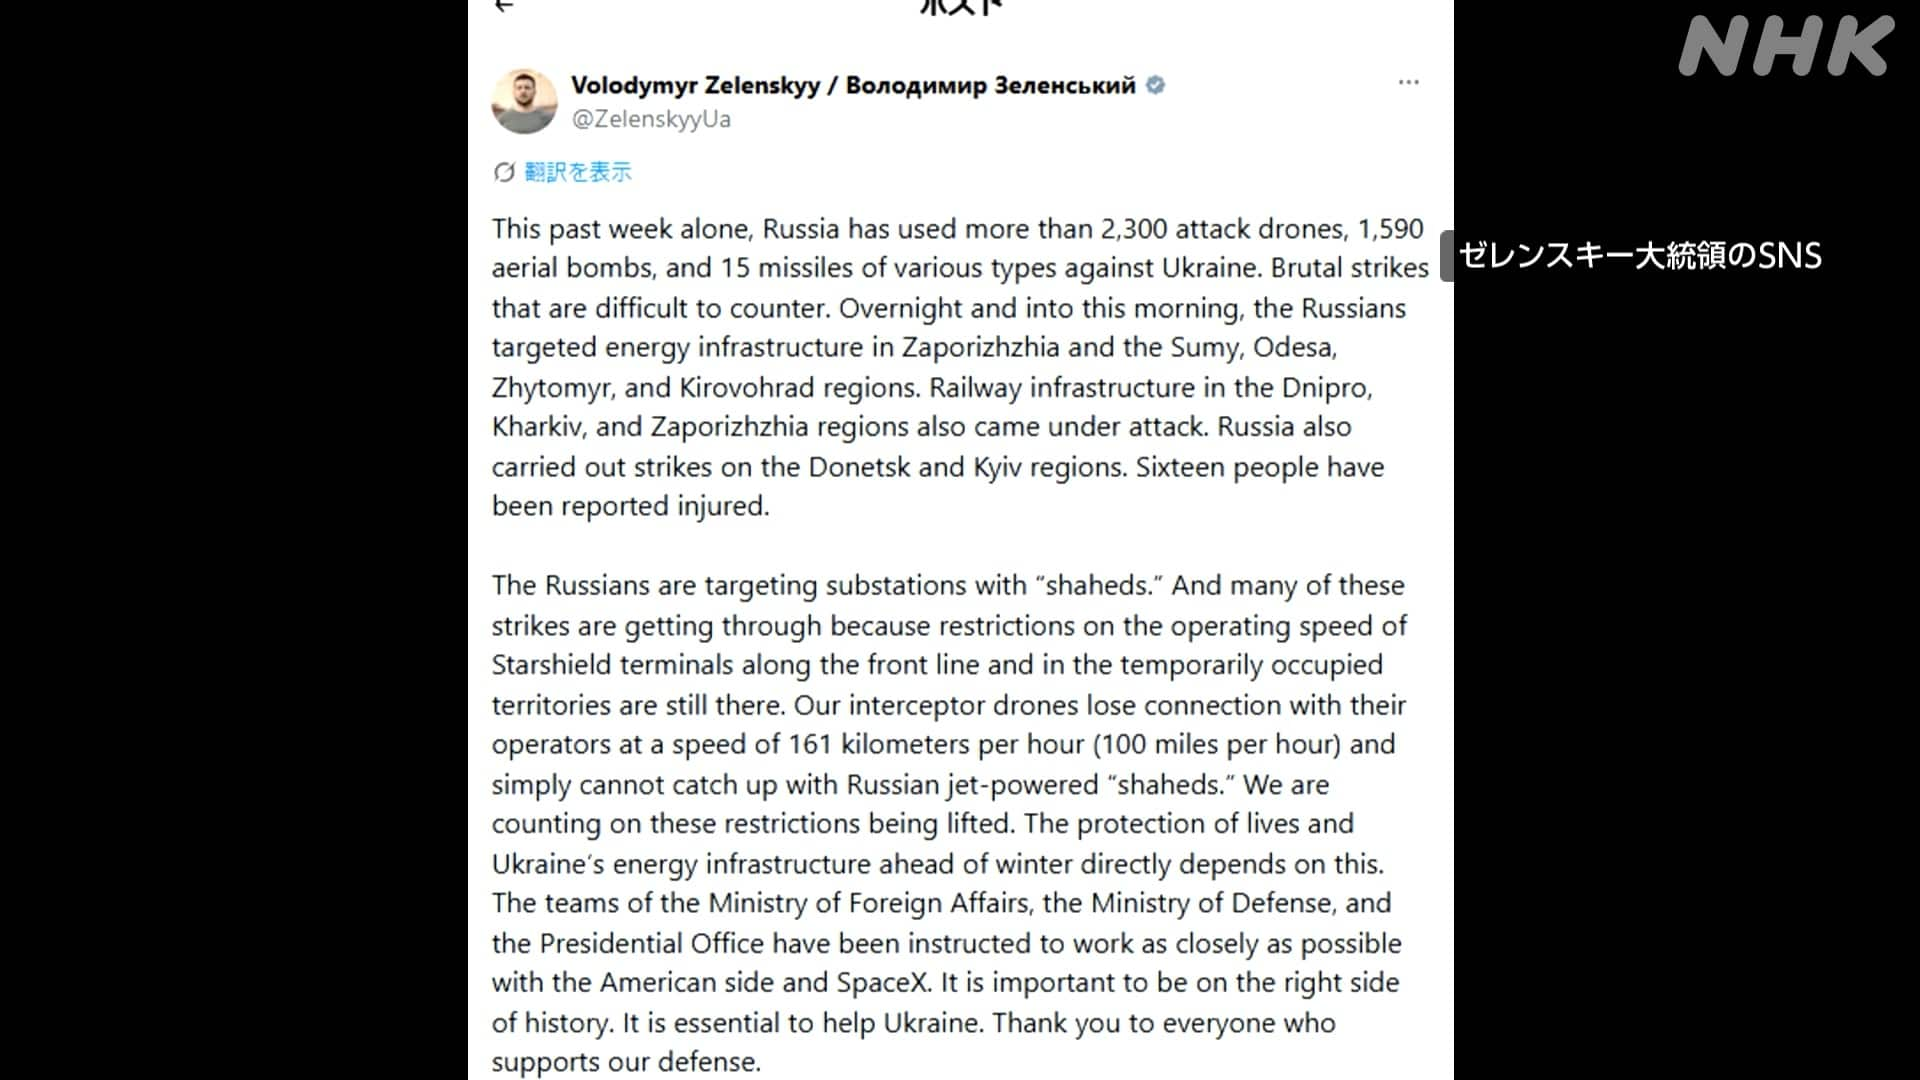 ポスト
NHK
Volodymyr Zelenskyy / Володимир Зеленський
@ZelenskyyUa
翻訳を表示
This past week alone, Russia has used more than 2,300 attack drones, 1,590
aerial bombs, and 15 missiles of various types against Ukraine. Brutal strikes
that are difficult to counter. Overnight and into this morning, the Russians
targeted energy infrastructure in Zaporizhzhia and the Sumy, Odesa,
Zhytomyr, and Kirovohrad regions. Railway infrastructure in the Dnipro,
Kharkiv, and Zaporizhzhia regions also came under attack. Russia also
carried out strikes on the Donetsk and Kyiv regions. Sixteen people have
been reported injured.
The Russians are targeting substations with “shaheds.” And many of these
strikes are getting through because restrictions on the operating speed of
Starshield terminals along the front line and in the temporarily occupied
territories are still there. Our interceptor drones lose connection with their
operators at a speed of 161 kilometers per hour (100 miles per hour) and
simply cannot catch up with Russian jet-powered “shaheds.” We are
counting on these restrictions being lifted. The protection of lives and
Ukraine’s energy infrastructure ahead of winter directly depends on this.
The teams of the Ministry of Foreign Affairs, the Ministry of Defense, and
the Presidential Office have been instructed to work as closely as possible
with the American side and SpaceX. It is important to be on the right side
of history. It is essential to help Ukraine. Thank you to everyone who
supports our defense.
ゼレンスキー大統領のSNS